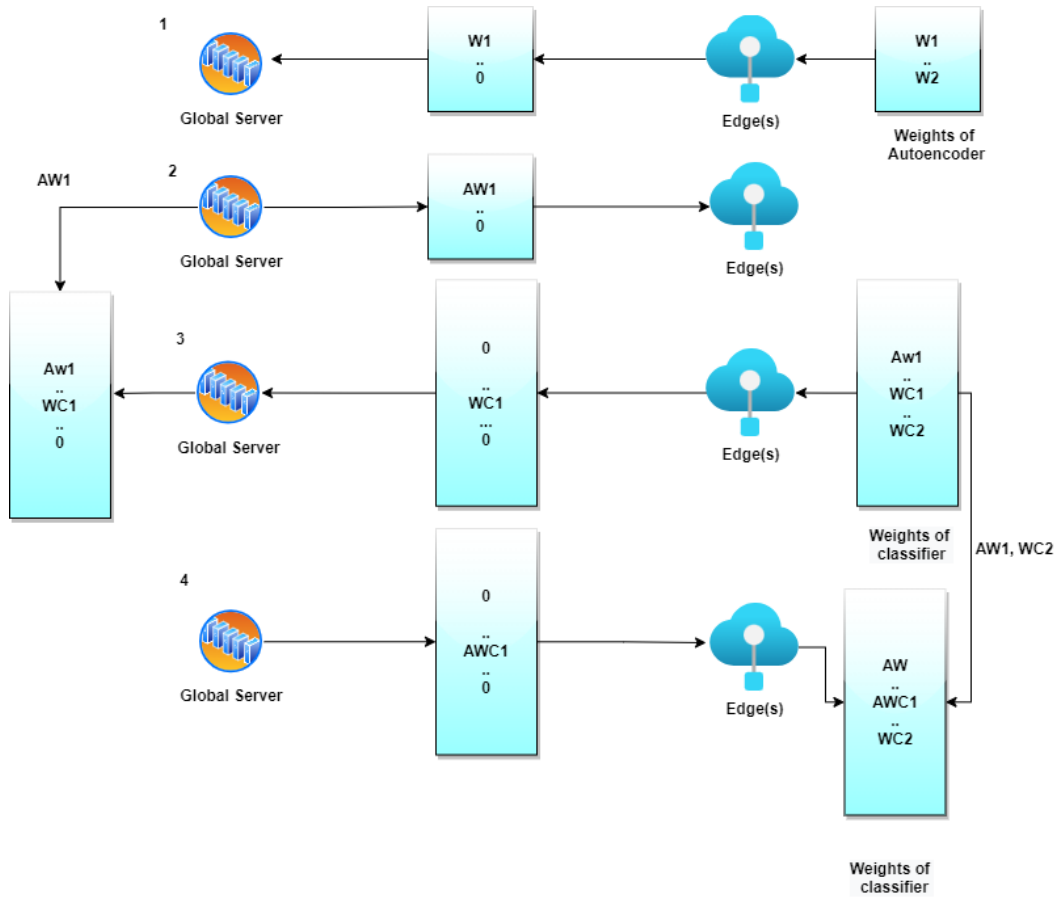 1
Global Server
W1
..
0
Edge(s)
W1
..
W2
Weights of
Autoencoder
AW1
2
Global Server
AW1
..
0
Edge(s)
Aw1
..
WC1
..
0
3
Global Server
0
..
WC1
...
0
Edge(s)
Aw1
..
WC1
..
WC2
Weights of
classifier
AW1, WC2
4
Global Server
0
..
AWC1
..
0
Edge(s)
AW
..
AWC1
..
WC2
Weights of
classifier